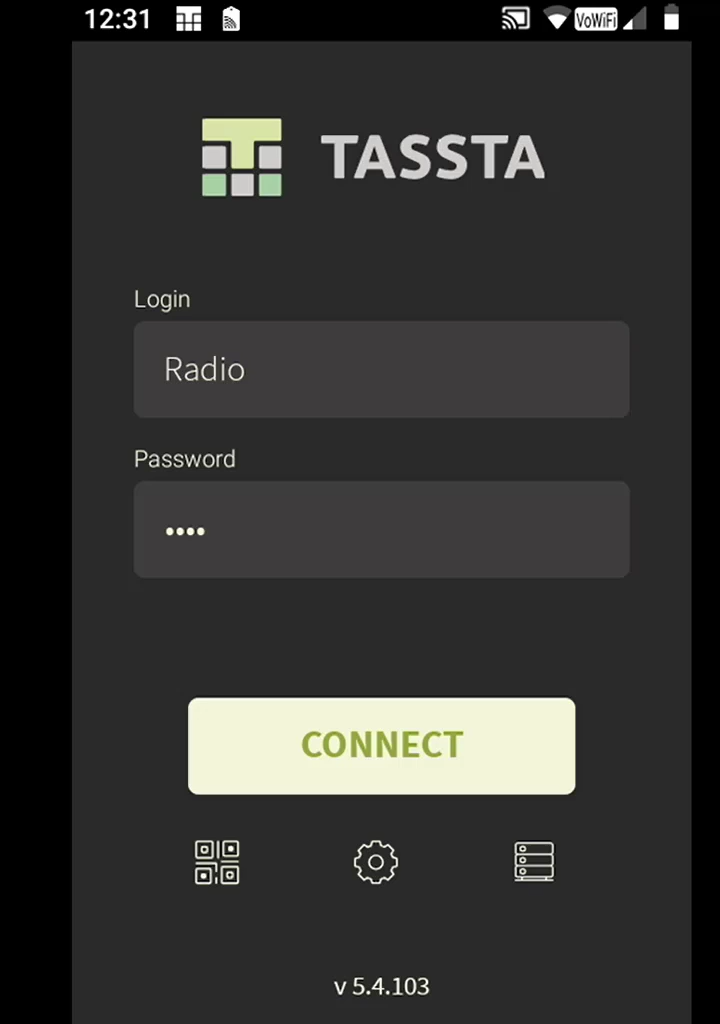 12:31
VoWiFi
TASSTA
Login
Radio
Password
••••
CONNECT
v 5.4.103